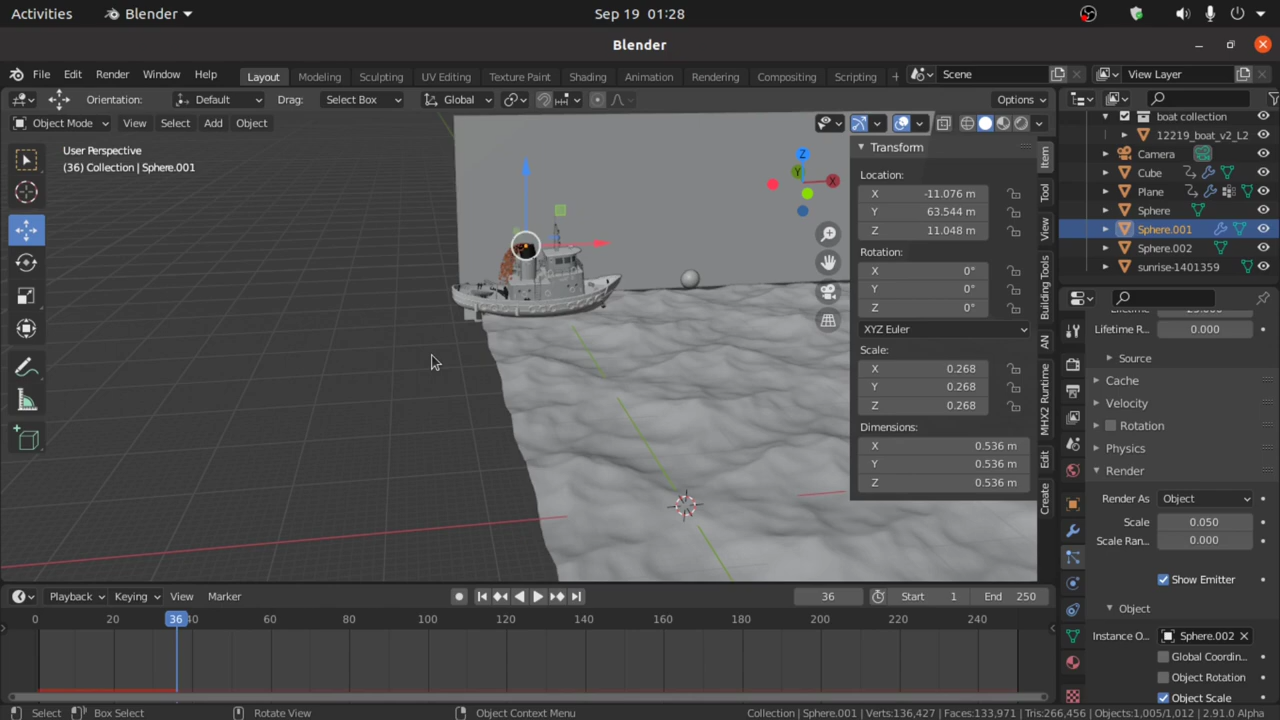 Activities Blender Sep 19 01:28
Blender
File Edit Render Window Help Layout Modeling Sculpting UV Editing Texture Paint Shading Animation Rendering Compositing Scripting + Scene View Layer
Orientation: Default Drag: Select Box Global Options
Object Mode View Select Add Object
User Perspective
(36) Collection | Sphere.001
Z
Y
X
Transform
Location:
X -11.076 m
Y 63.544 m
Z 11.048 m
Rotation:
X 0°
Y 0°
Z 0°
XYZ Euler
Scale:
X 0.268
Y 0.268
Z 0.268
Dimensions:
X 0.536 m
Y 0.536 m
Z 0.536 m
Item
Tool
View
Building Tools
AN
MHX2 Runtime
Edit
Create
boat collection
12219_boat_v2_L2
Camera
Cube
Plane
Sphere
Sphere.001
Sphere.002
sunrise-1401359
Lifetime R... 0.000
Source
Cache
Velocity
Rotation
Physics
Render
Render As Object
Scale 0.050
Scale Ran... 0.000
Show Emitter
Object
Instance O... Sphere.002
Global Coordin...
Object Rotation
Object Scale
Playback Keying View Marker 36 Start 1 End 250
0 20 36 40 60 80 100 120 140 160 180 200 220 240
Select Box Select Rotate View Object Context Menu Collection | Sphere.001 | Verts:136,427 | Faces:133,971 | Tris:266,456 | Objects:1,005/1,012 | 2.91.0 Alpha